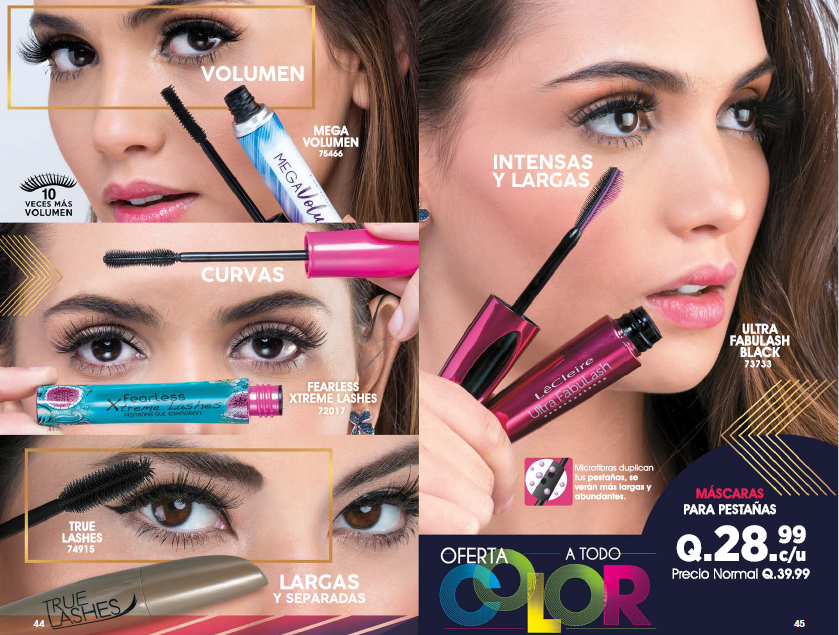 VOLUMEN
MEGA
VOLUMEN
75466
MEGAVolu
10
VECES MÁS
VOLUMEN
CURVAS
Fearless
Xtreme Lashes
FEARLESS
XTREME LASHES
72017
TRUE
LASHES
74915
LARGAS
Y SEPARADAS
TRUE
LASHES
44
INTENSAS
Y LARGAS
LeCleire
Ultra FabuLash
ULTRA
FABULASH
BLACK
73733
Microfibras duplican
tus pestañas, se
verán más largas y
abundantes.
MÁSCARAS
PARA PESTAÑAS
Q.28.99
c/u
Precio Normal Q.39.99
OFERTA A TODO
COLOR
45